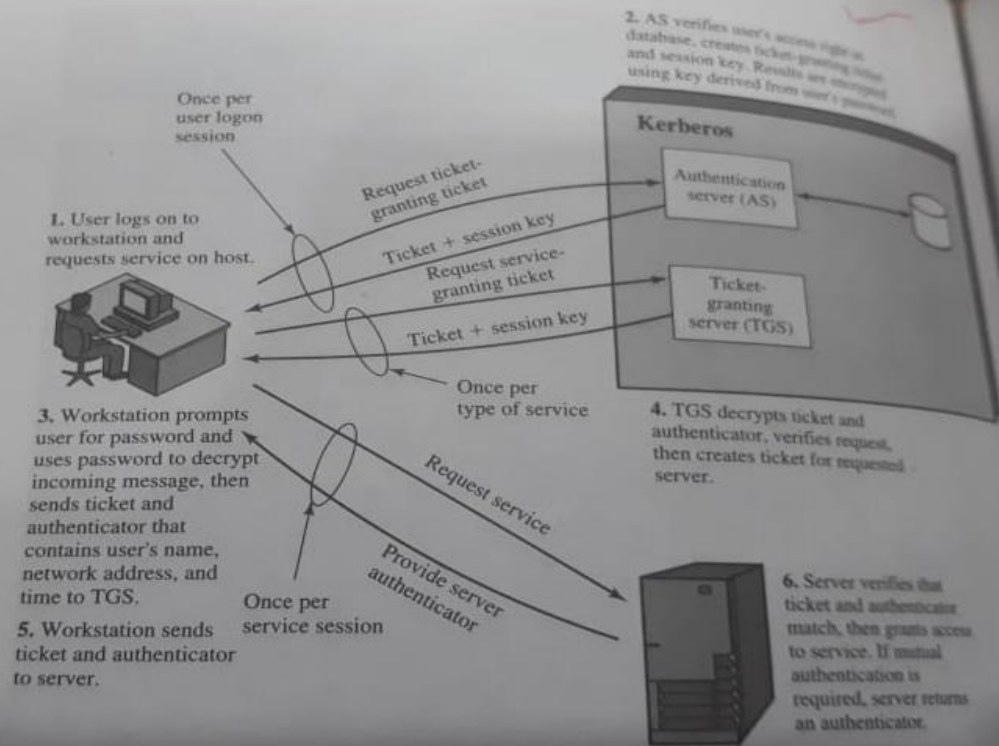 2. AS verifies user's access right in
database, creates ticket-granting ticket
and session key. Results are encrypted
using key derived from user's password.
Once per
user logon
session
Kerberos
Request ticket-
granting ticket
Authentication
server (AS)
1. User logs on to
workstation and
requests service on host.
Ticket + session key
Request service-
granting ticket
Ticket-
granting
server (TGS)
Ticket + session key
Once per
type of service
3. Workstation prompts
user for password and
uses password to decrypt
incoming message, then
sends ticket and
authenticator that
contains user's name,
network address, and
time to TGS.
4. TGS decrypts ticket and
authenticator, verifies request,
then creates ticket for requested
server.
Request service
Provide server
authenticator
Once per
service session
5. Workstation sends
ticket and authenticator
to server.
6. Server verifies that
ticket and authenticator
match, then grants access
to service. If mutual
authentication is
required, server returns
an authenticator.